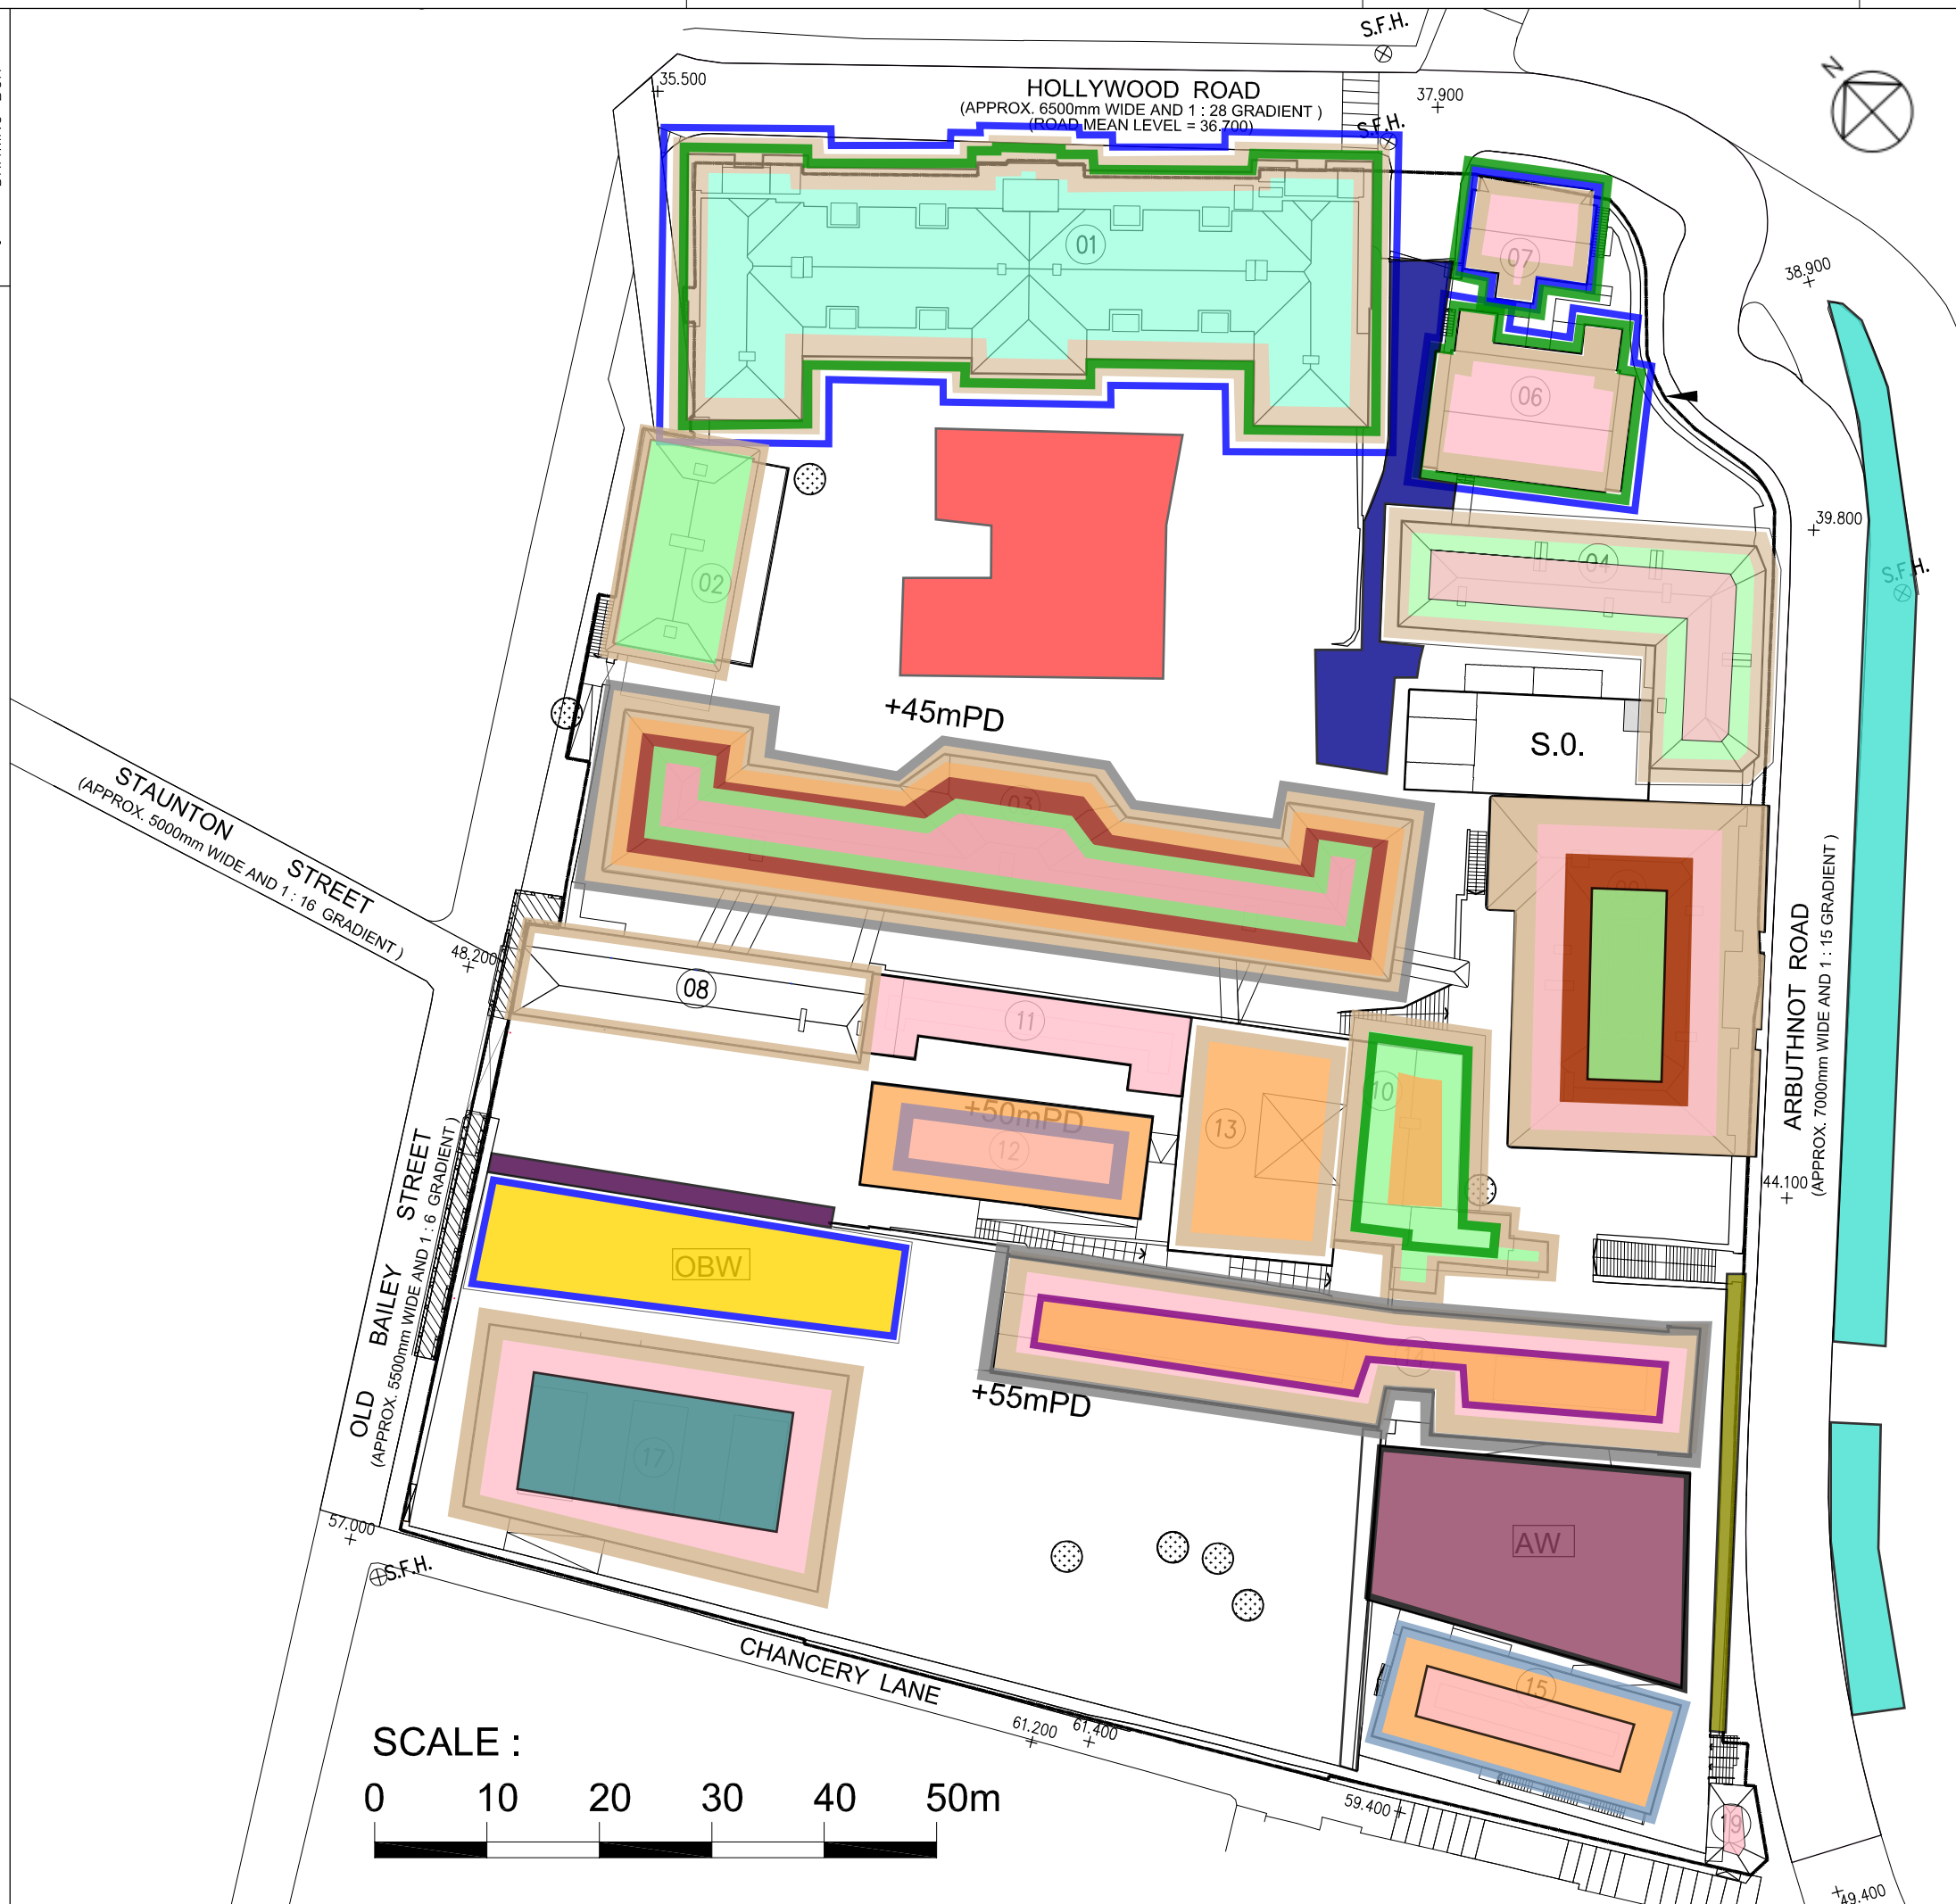 S.F.H.
35.500
HOLLYWOOD ROAD
(APPROX. 6500mm WIDE AND 1 : 28 GRADIENT )
(ROAD MEAN LEVEL = 36.700)
37.900
S.F.H.
N
01
07
38.900
06
39.800
02
04
S.F.H.
+45mPD
S.O.
03
STAUNTON STREET
(APPROX. 5000mm WIDE AND 1 : 16 GRADIENT )
48.200
08
11
ARBUTHNOT ROAD
(APPROX. 7000mm WIDE AND 1 : 15 GRADIENT )
10
+50mPD
13
12
44.100
OLD BAILEY STREET
(APPROX. 5500mm WIDE AND 1 : 6 GRADIENT )
OBW
+55mPD
17
57.000
S.F.H.
AW
CHANCERY LANE
15
61.200
61.400
SCALE :
0 10 20 30 40 50m
59.400
19
49.400